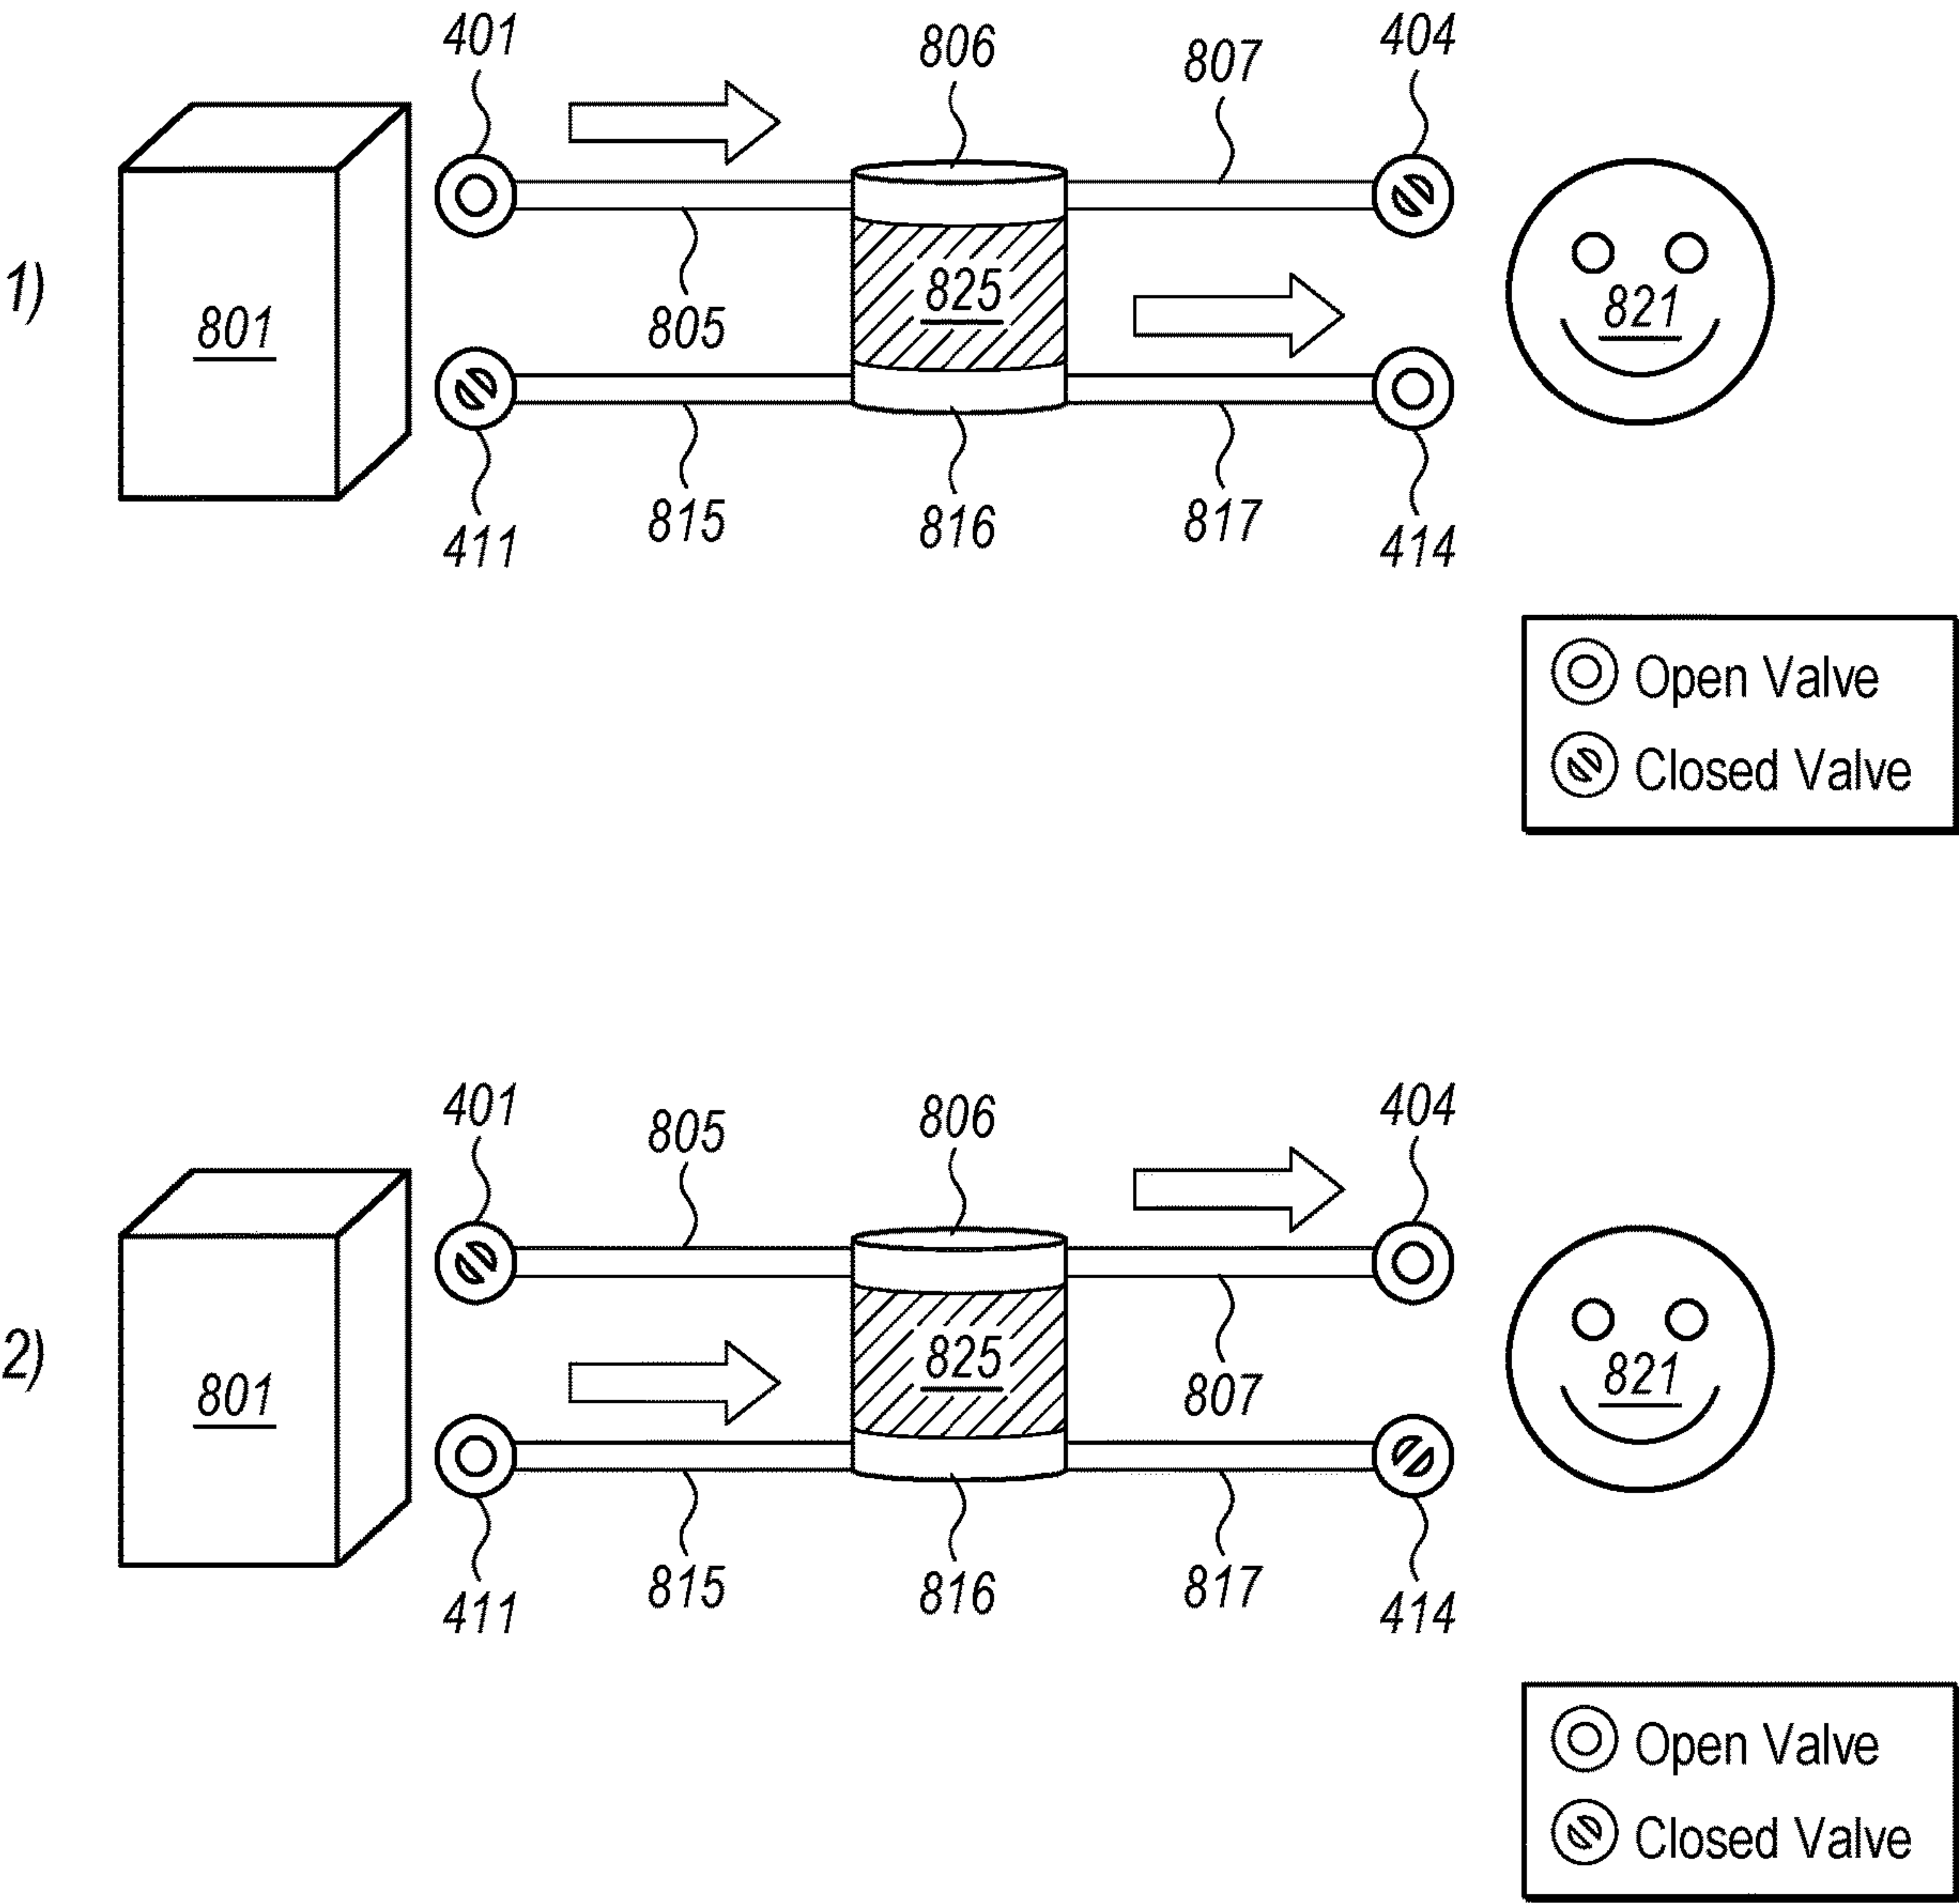 401 806 807 404
1) 801 825 821
805
411 815 816 817 414
Open Valve
Closed Valve
401 805 806 404
2) 801 825 821
807
411 815 816 817 414
Open Valve
Closed Valve